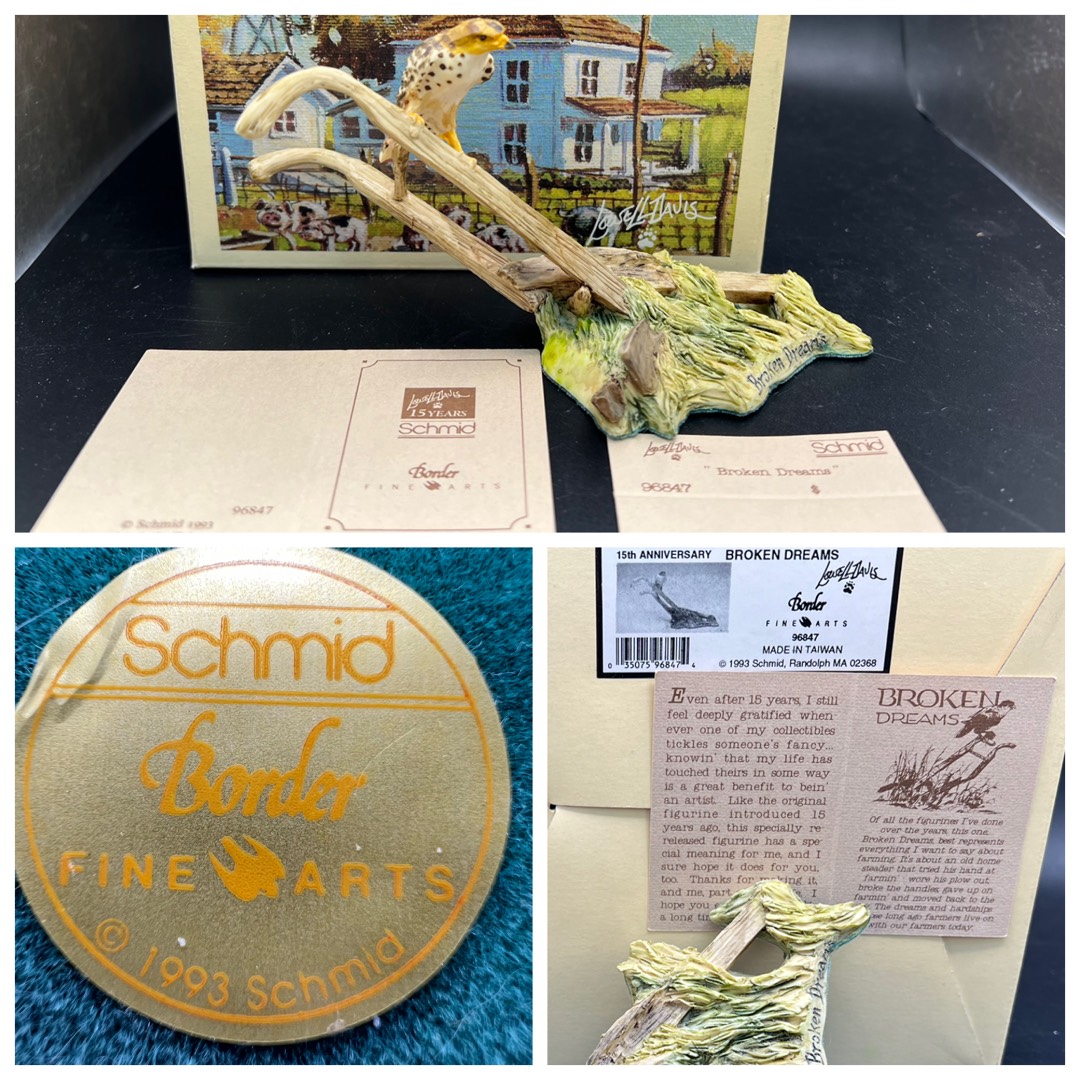 Lowell Davis
Broken Dreams
Lowell Davis
15 YEARS
Schmid
Border
FINE ARTS
96847
© Schmid 1993
Lowell Davis
Schmid
"Broken Dreams"
96847
$
Schmid
Border
FINE ARTS
© 1993 Schmid
15th ANNIVERSARY BROKEN DREAMS
Lowell Davis
Border
FINE ARTS
96847
MADE IN TAIWAN
0 35075 96847 4
© 1993 Schmid, Randolph MA 02368
Even after 15 years, I still
feel deeply gratified when-
ever one of my collectibles
tickles someone's fancy...
knowin' that my life has
touched theirs in some way
is a great benefit to bein'
an artist. Like the original
figurine introduced 15
years ago, this specially re-
released figurine has a spe-
cial meaning for me, and I
sure hope it does for you,
too. Thanks for making it,
and me, part
I
hope you
a long
BROKEN
DREAMS
Of all the figurines I've done
over the years, this one...
Broken Dreams, best represents
everything I want to say about
farming. It's about an old home-
steader that tried his hand at
farmin' wore his plow out,
broke the handles, gave up on
farmin' and moved back to the
The dreams and hardships
long ago farmers live on
with our farmers today.
Broken Dreams